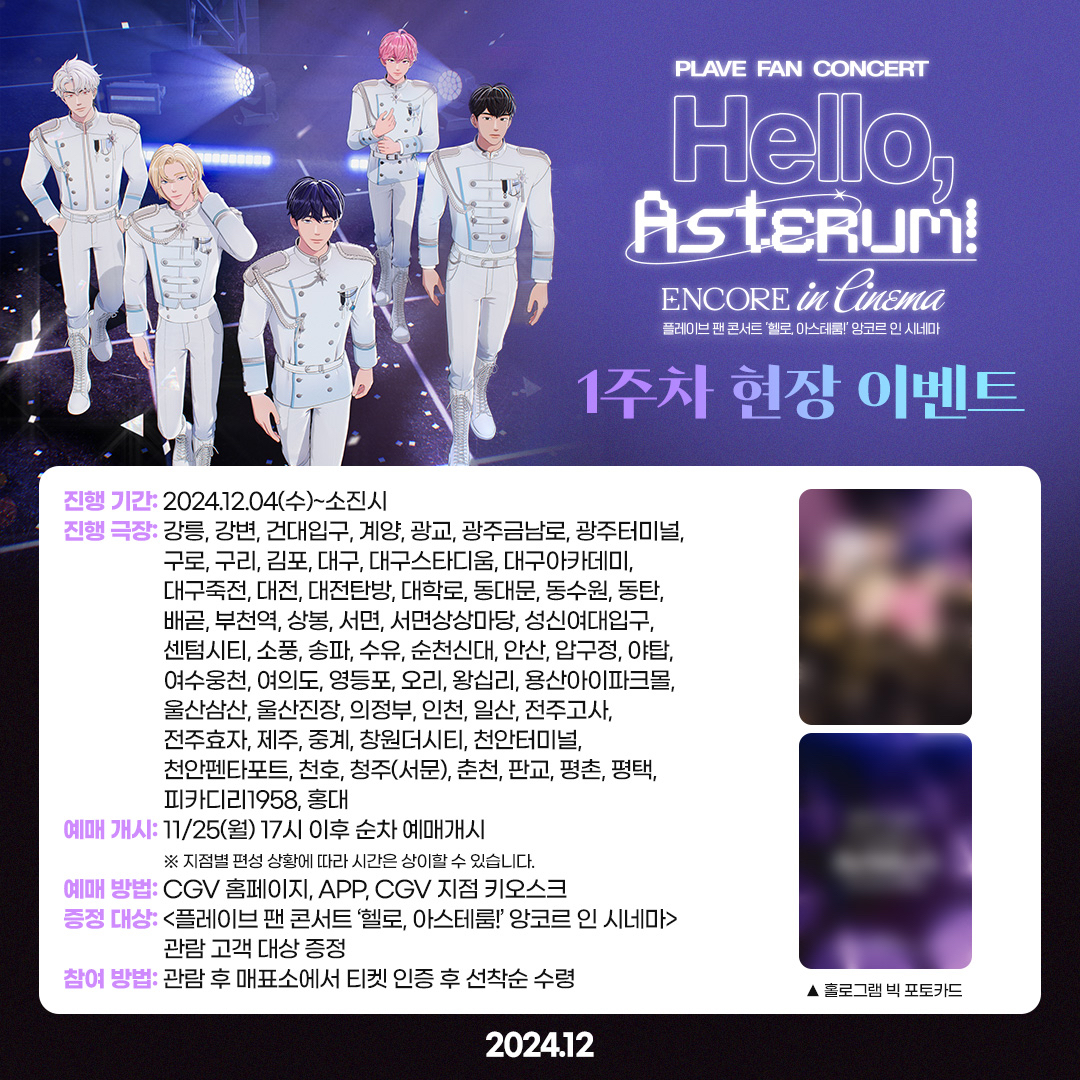 PLAVE FAN CONCERT
Hello,
Asterum!
ENCORE in Cinema
플레이브 팬 콘서트 ‘헬로, 아스테룸!’ 앙코르 인 시네마
1주차 현장 이벤트
진행 기간: 2024.12.04(수)~소진시
진행 극장: 강릉, 강변, 건대입구, 계양, 광교, 광주금남로, 광주터미널,
구로, 구리, 김포, 대구, 대구스타디움, 대구아카데미,
대구죽전, 대전, 대전탄방, 대학로, 동대문, 동수원, 동탄,
배곧, 부천역, 상봉, 서면, 서면상상마당, 성신여대입구,
센텀시티, 소풍, 송파, 수유, 순천신대, 안산, 압구정, 야탑,
여수웅천, 여의도, 영등포, 오리, 왕십리, 용산아이파크몰,
울산삼산, 울산진장, 의정부, 인천, 일산, 전주고사,
전주효자, 제주, 중계, 창원더시티, 천안터미널,
천안펜타포트, 천호, 청주(서문), 춘천, 판교, 평촌, 평택,
피카디리1958, 홍대
예매 개시: 11/25(월) 17시 이후 순차 예매개시
※ 지점별 편성 상황에 따라 시간은 상이할 수 있습니다.
예매 방법: CGV 홈페이지, APP, CGV 지점 키오스크
증정 대상: <플레이브 팬 콘서트 ‘헬로, 아스테룸!’ 앙코르 인 시네마>
관람 고객 대상 증정
참여 방법: 관람 후 매표소에서 티켓 인증 후 선착순 수령
▲ 홀로그램 빅 포토카드
2024.12